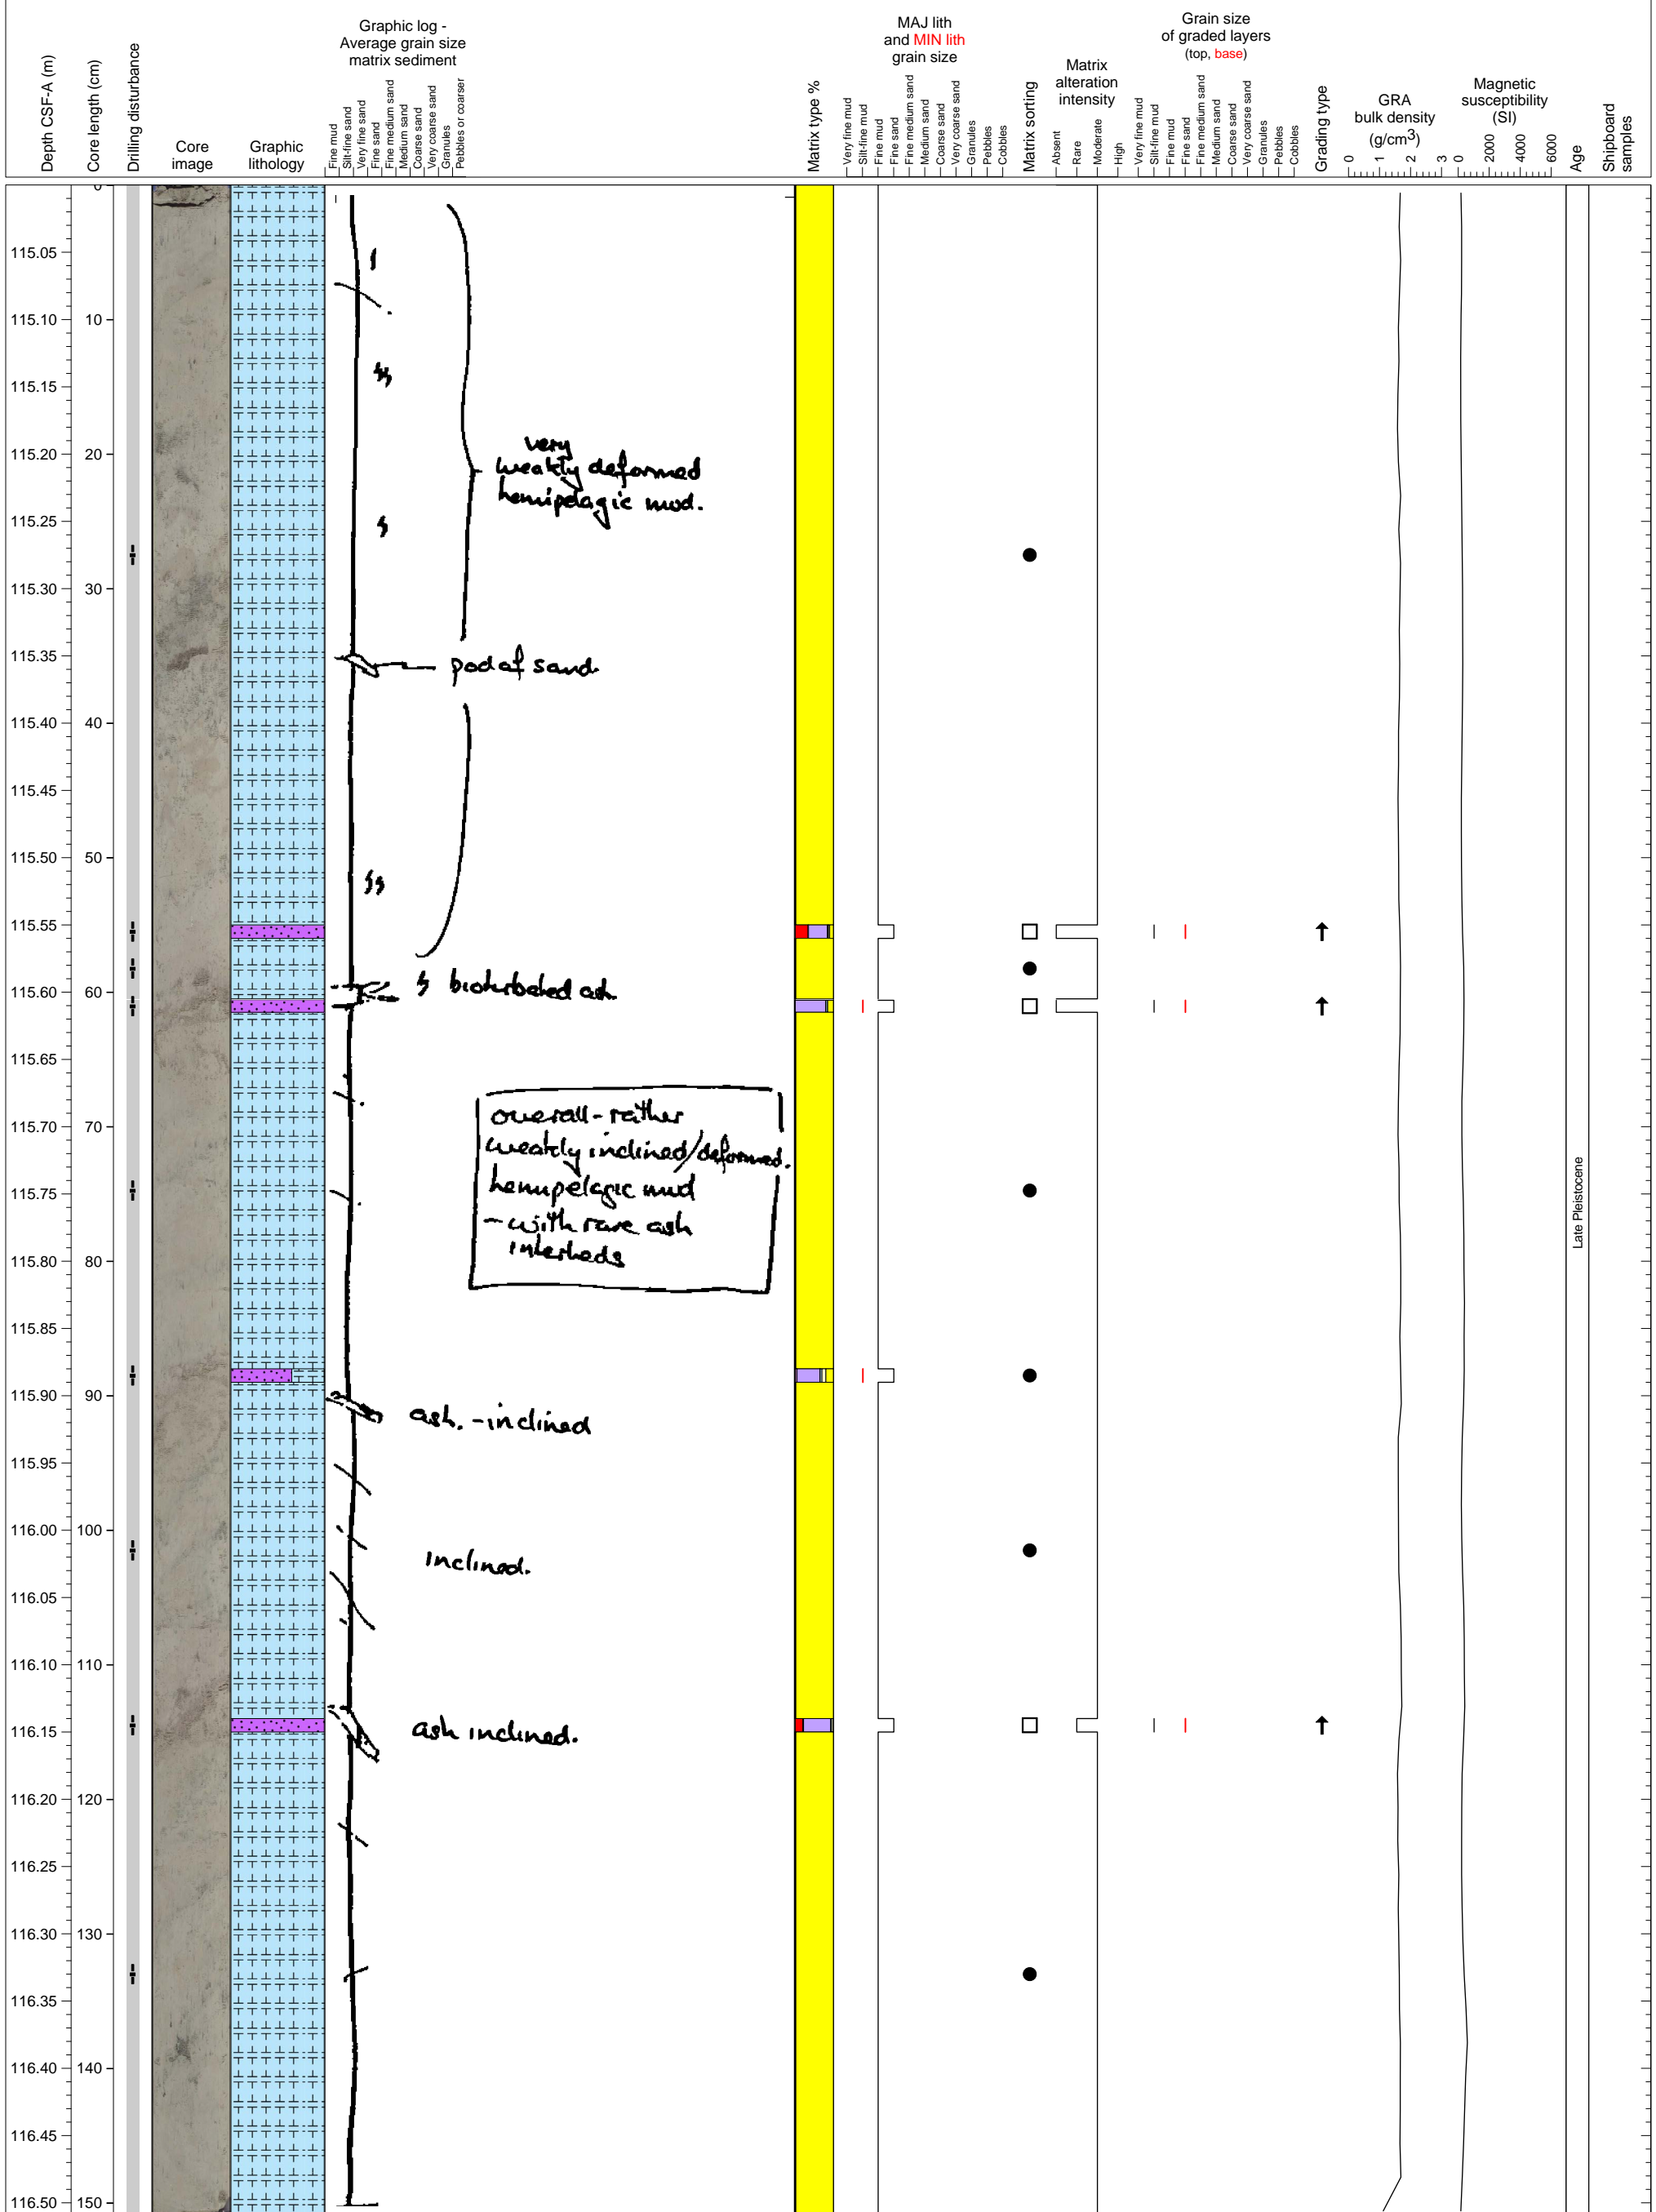 Depth CSF-A (m)
Core length (cm)
Drilling disturbance
Core
image
Graphic
lithology
Graphic log -
Average grain size
matrix sediment
Fine mud
Silt-fine sand
Very fine sand
Fine sand
Fine medium sand
Medium sand
Coarse sand
Very coarse sand
Granules
Pebbles or coarser
Matrix type %
MAJ lith
and MIN lith
grain size
Very fine mud
Silt-fine mud
Fine mud
Fine sand
Fine medium sand
Medium sand
Coarse sand
Very coarse sand
Granules
Pebbles
Cobbles
Matrix sorting
Matrix
alteration
intensity
Absent
Rare
Moderate
High
Grain size
of graded layers
(top, base)
Very fine mud
Silt-fine mud
Fine mud
Fine sand
Fine medium sand
Medium sand
Coarse sand
Very coarse sand
Granules
Pebbles
Cobbles
Grading type
GRA
bulk density
(g/cm3)
0 1 2 3
Magnetic
susceptibility
(SI)
0 2000 4000 6000
Age
Shipboard
samples
0
115.05
115.10 10
115.15
very
115.20 20
weakly deformed
hemipelagic mud.
115.25
115.30 30
115.35
pod of sand.
115.40 40
115.45
115.50 50
115.55
bioturbated ash.
115.60 60
115.65
overall - rather
115.70 70
weakly inclined/deformed.
hemipelagic mud
115.75
- with rare ash
interbeds
Late Pleistocene
115.80 80
115.85
115.90 90
ash. - inclined
115.95
116.00 100
inclined.
116.05
116.10 110
116.15
ash inclined.
116.20 120
116.25
116.30 130
116.35
116.40 140
116.45
116.50 150